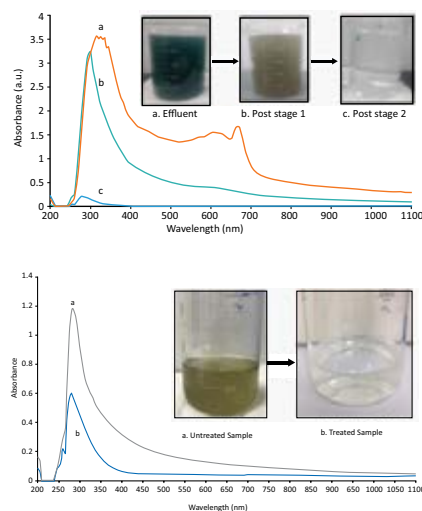 4
3.5
3
2.5
2
1.5
1
0.5
0
Absorbance (a.u.)
a
b
c
a. Effluent
b. Post stage 1
c. Post stage 2
200 300 400 500 600 700 800 900 1000 1100
Wavelength (nm)
1.4
1.2
1
0.8
0.6
0.4
0.2
0
Absorbance
a
b
a. Untreated Sample
b. Treated Sample
200 250 300 350 400 450 500 550 600 650 700 750 800 850 900 950 1000 1050 1100
Wavelength (nm)